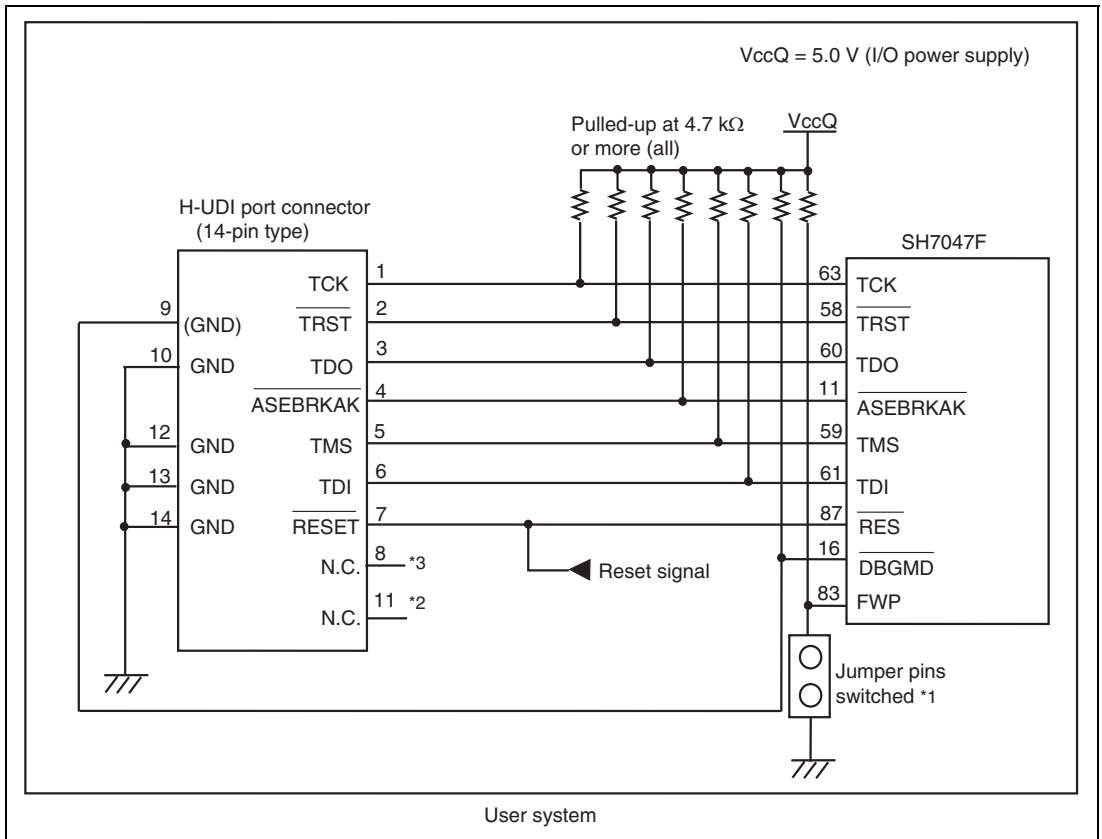 VccQ = 5.0 V (I/O power supply)
Pulled-up at 4.7 kΩ
or more (all)
VccQ
H-UDI port connector
(14-pin type)
SH7047F
TCK
1
63
TCK
9
(GND)
TRST
2
58
TRST
10
GND
TDO
3
60
TDO
ASEBRKAK
4
11
ASEBRKAK
12
GND
TMS
5
59
TMS
13
GND
TDI
6
61
TDI
14
GND
RESET
7
87
RES
N.C.
8
*3
Reset signal
16
DBGMD
N.C.
11
*2
83
FWP
Jumper pins
switched *1
User system